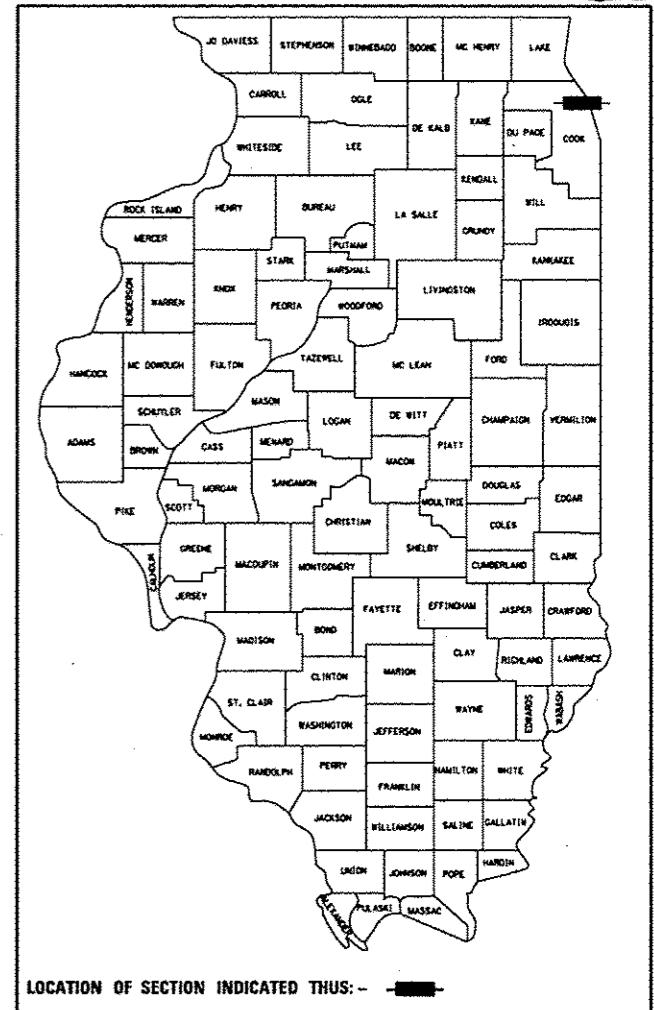 JO DAVIESS STEPHENSON WINNEBAGO BOONE MC HENRY LAKE
CARROLL OGLE DE KALB KANE DU PAGE COOK
WHITESIDE LEE
KENDALL WILL
ROCK ISLAND HENRY BUREAU LA SALLE GRUNDY
MERCER PUTNAM
STARK MARSHALL KANKAKEE
HENDERSON WARREN KNOX PEORIA WOODFORD LIVINGSTON IROQUOIS
HANCOCK MC DONOUGH FULTON TAZEWELL MC LEAN FORD
SCHUYLER MASON
ADAMS BROWN CASS MENARD LOGAN DE WITT PIATT CHAMPAIGN VERMILION
MACON
PIKE SCOTT MORGAN SANGAMON CHRISTIAN MOULTRIE DOUGLAS EDGAR
COLES
CALHOUN GREENE MACOUPIN MONTGOMERY SHELBY CUMBERLAND CLARK
JERSEY
MADISON BOND FAYETTE EFFINGHAM JASPER CRAWFORD
CLINTON MARION CLAY RICHLAND LAWRENCE
ST. CLAIR WASHINGTON WAYNE EDWARDS WABASH
MONROE JEFFERSON
RANDOLPH PERRY HAMILTON WHITE
FRANKLIN
JACKSON WILLIAMSON SALINE GALLATIN
UNION JOHNSON POPE HARDIN
ALEXANDER PULASKI MASSAC
LOCATION OF SECTION INDICATED THUS: -